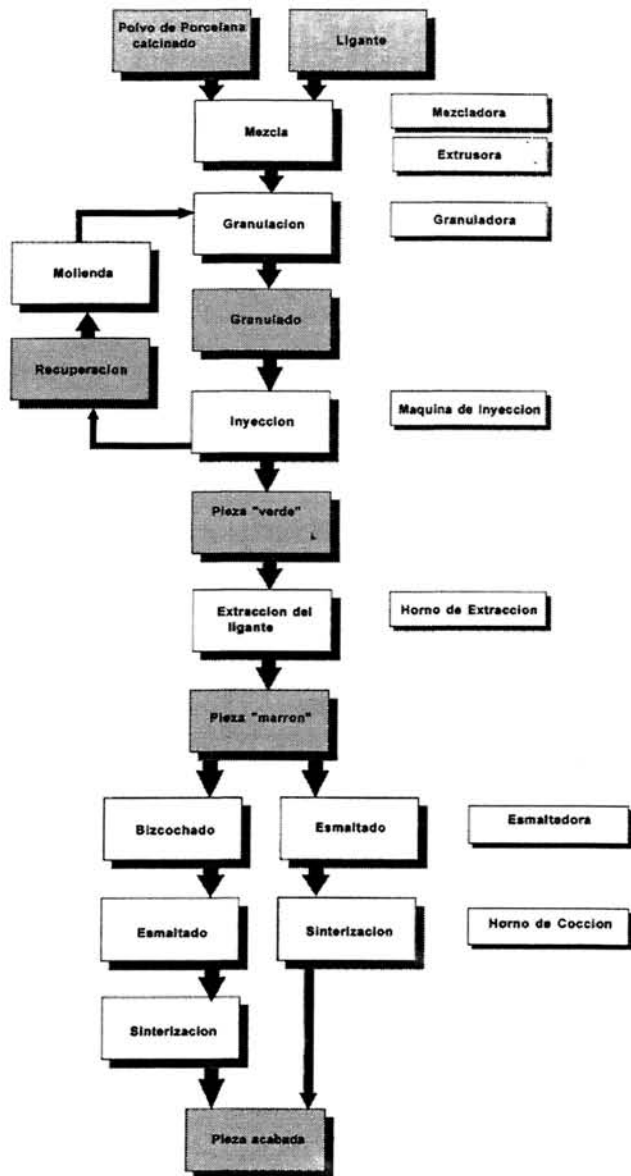 Polvo de Porcelana
calcinado
Ligante
Mezcla
Mezcladora
Extrusora
Granulacion
Granuladora
Molienda
Granulado
Recuperacion
Inyeccion
Maquina de Inyeccion
Pieza "verde"
Extraccion del
ligante
Horno de Extraccion
Pieza "marron"
Bizcochado
Esmaltado
Esmaltadora
Esmaltado
Sinterizacion
Horno de Coccion
Sinterizacion
Pieza acabada